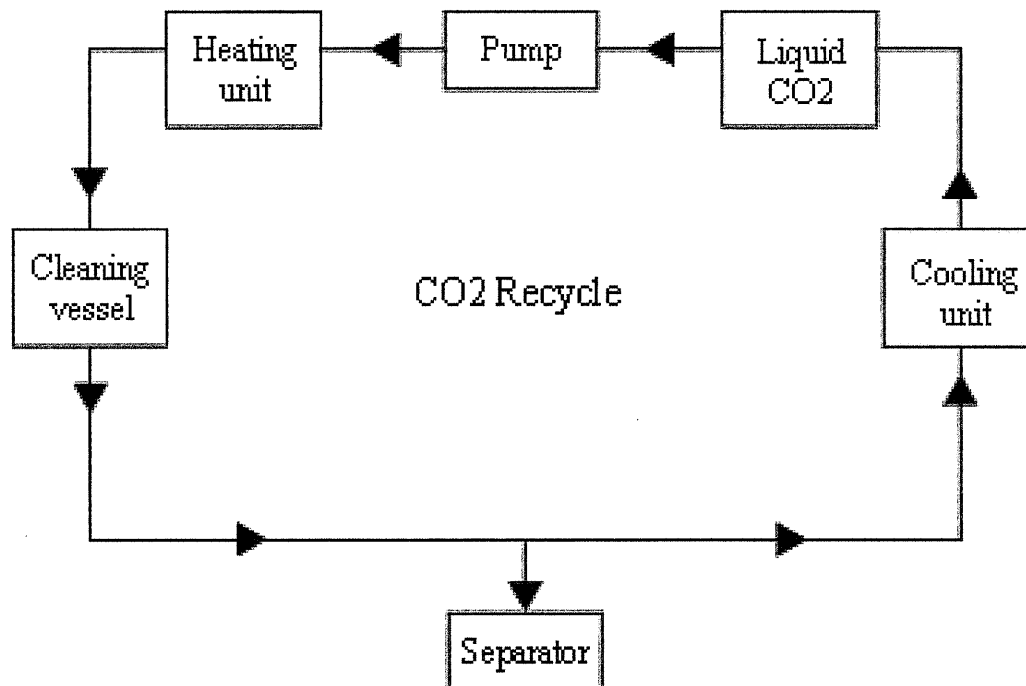 Heating
unit
Pump
Liquid
CO2
Cleaning
vessel
CO2 Recycle
Cooling
unit
Separator